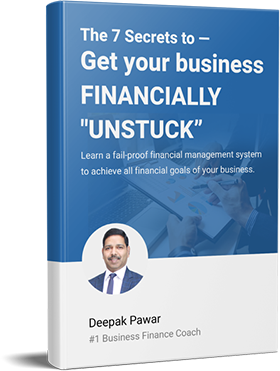 The 7 Secrets to —
Get your business
FINANCIALLY
"UNSTUCK”
Learn a fail-proof financial management system
to achieve all financial goals of your business.
Deepak Pawar
#1 Business Finance Coach